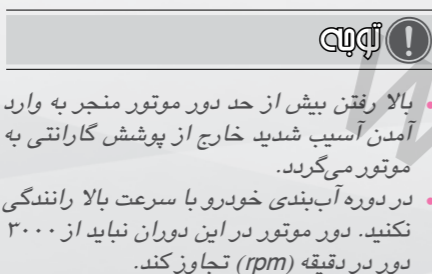 توجه
بالا رفتن بیش از حد دور موتور منجر به وارد
آمدن آسیب شدید خارج از پوشش گارانتی به
موتور می‌گردد.
در دوره آب‌بندی خودرو با سرعت بالا رانندگی
نکنید. دور موتور در این دوران نباید از ۳۰۰۰
دور در دقیقه (rpm) تجاوز کند.